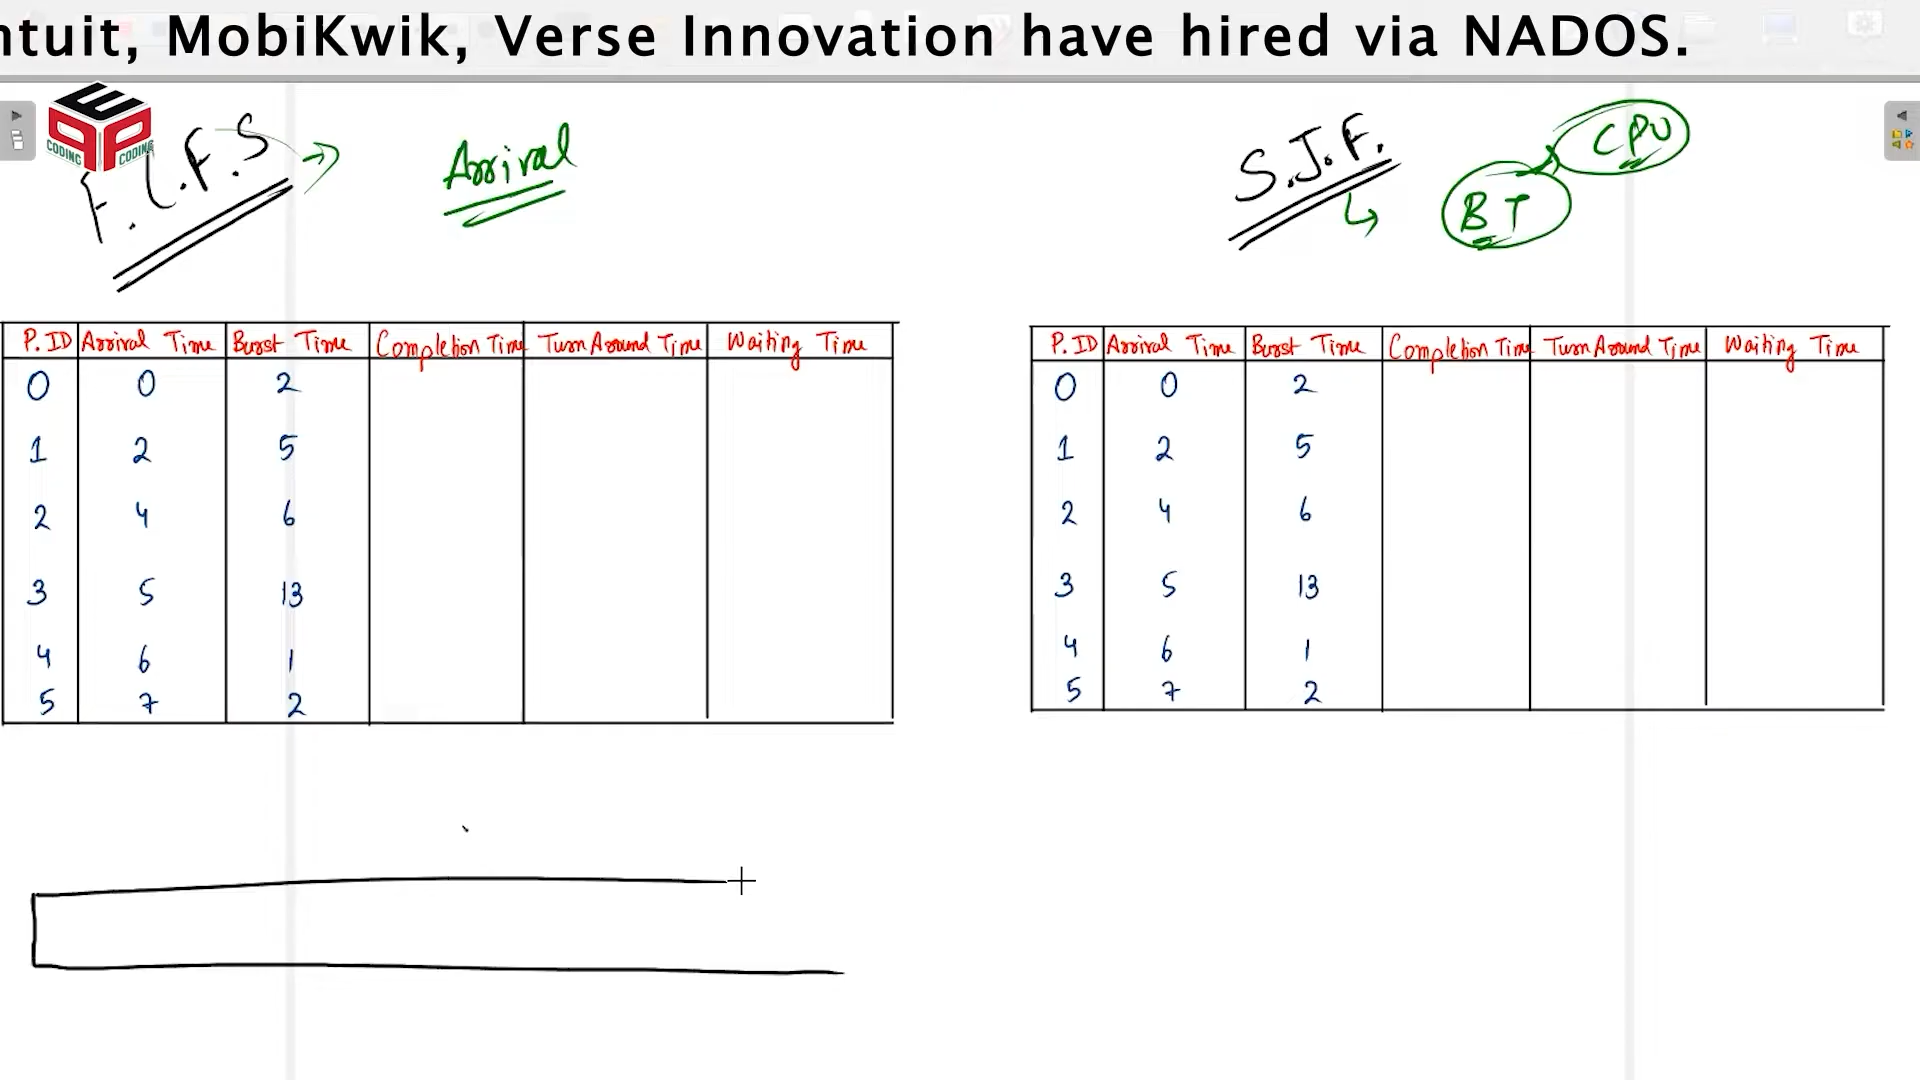 ntuit, MobiKwik, Verse Innovation have hired via NADOS.
PEP
CODING CODING
F.C.F.S → Arrival
S.J.F. ↳ BT CPU
P.ID Arrival Time Burst Time Completion Time Turn Around Time Waiting Time
0 0 2
1 2 5
2 4 6
3 5 13
4 6 1
5 7 2
P.ID Arrival Time Burst Time Completion Time Turn Around Time Waiting Time
0 0 2
1 2 5
2 4 6
3 5 13
4 6 1
5 7 2